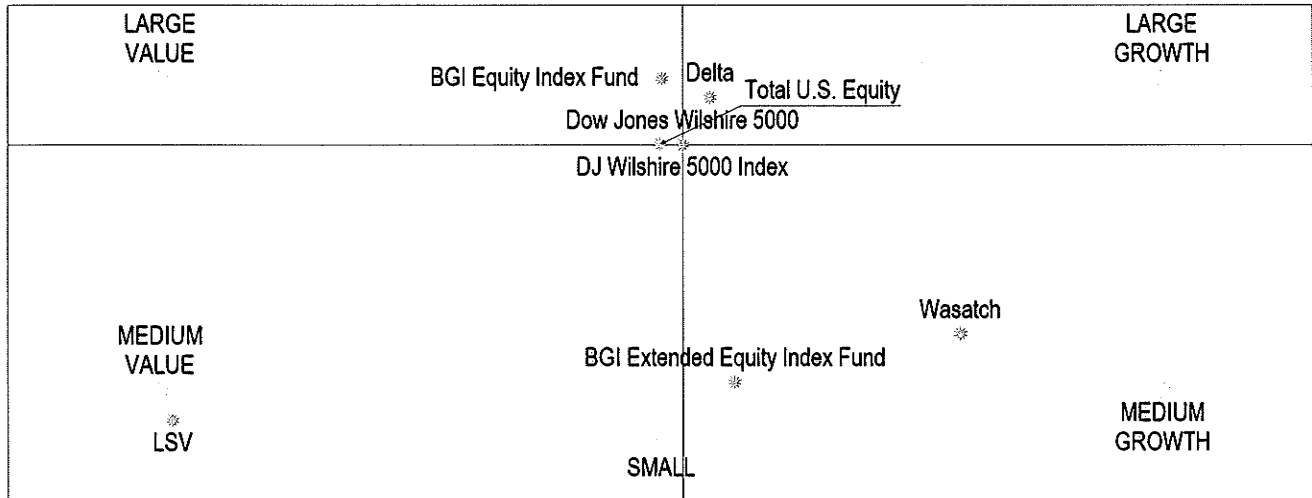 LARGE
VALUE
LARGE
GROWTH
BGI Equity Index Fund
Delta
Total U.S. Equity
Dow Jones Wilshire 5000
DJ Wilshire 5000 Index
Wasatch
MEDIUM
VALUE
BGI Extended Equity Index Fund
LSV
MEDIUM
GROWTH
SMALL